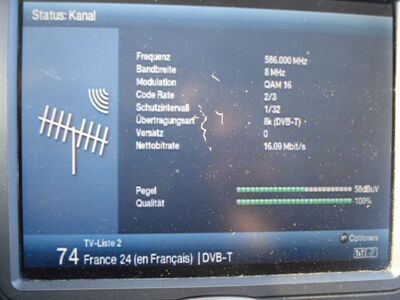 Status: Kanal
Frequenz 586.000 MHz
Bandbreite 8 MHz
Modulation QAM 16
Code Rate 2/3
Schutzintervall 1/32
Übertragungsart 8k (DVB-T)
Versatz 0
Nettobitrate 16.09 Mbit/s
Pegel 58dBuV
Qualität 100%
TV-Liste 2
74 France 24 (en Français) | DVB-T
Optionen
TXT